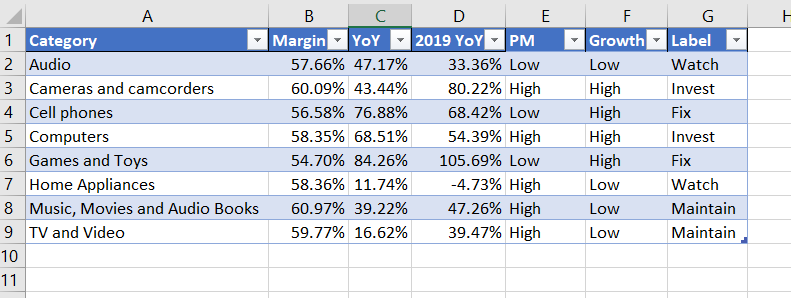 A B C D E F G H
1 Category Margin YoY 2019 YoY PM Growth Label
2 Audio 57.66% 47.17% 33.36% Low Low Watch
3 Cameras and camcorders 60.09% 43.44% 80.22% High High Invest
4 Cell phones 56.58% 76.88% 68.42% Low High Fix
5 Computers 58.35% 68.51% 54.39% High High Invest
6 Games and Toys 54.70% 84.26% 105.69% Low High Fix
7 Home Appliances 58.36% 11.74% -4.73% High Low Watch
8 Music, Movies and Audio Books 60.97% 39.22% 47.26% High Low Maintain
9 TV and Video 59.77% 16.62% 39.47% High Low Maintain
10
11